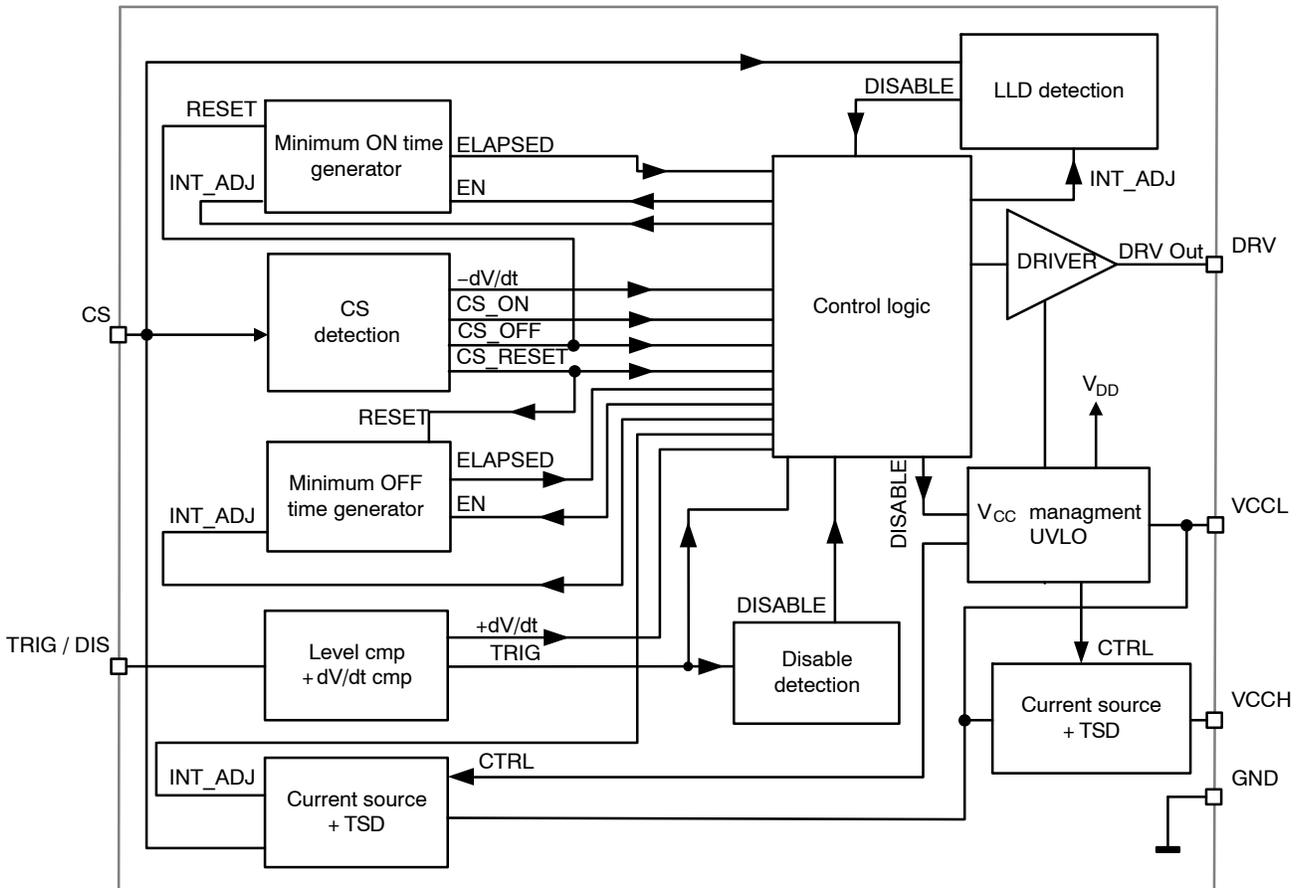 LLD detection
DISABLE
RESET
Minimum ON time
generator
ELAPSED
INT_ADJ
EN
INT_ADJ
DRIVER
DRV Out
DRV
CS
CS
detection
−dV/dt
CS_ON
CS_OFF
CS_RESET
Control logic
RESET
VDD
Minimum OFF
time generator
ELAPSED
EN
INT_ADJ
DISABLE
VCC managment
UVLO
VCCL
TRIG / DIS
Level cmp
+dV/dt cmp
+dV/dt
TRIG
DISABLE
Disable
detection
CTRL
Current source
+ TSD
VCCH
INT_ADJ
Current source
+ TSD
CTRL
GND